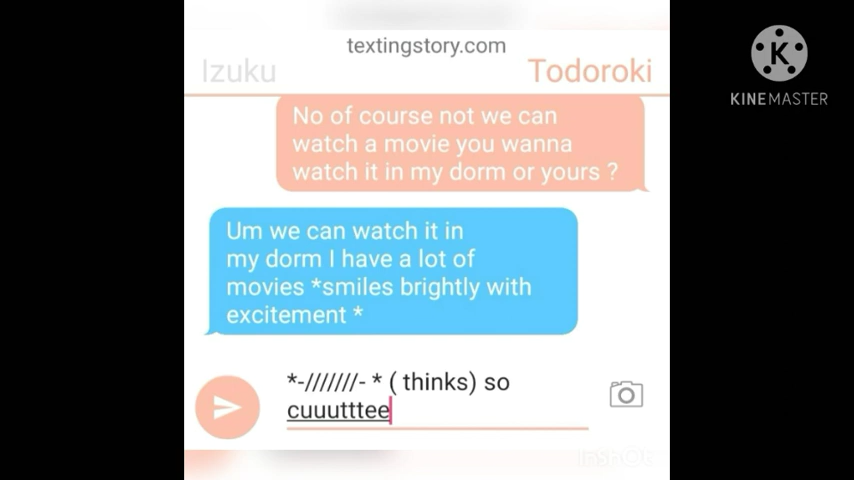 textingstory.com
Izuku
Todoroki
No of course not we can
watch a movie you wanna
watch it in my dorm or yours ?
Um we can watch it in
my dorm I have a lot of
movies *smiles brightly with
excitement *
*-///////- * ( thinks) so
cuuutttee
K
KINEMASTER
InShOt